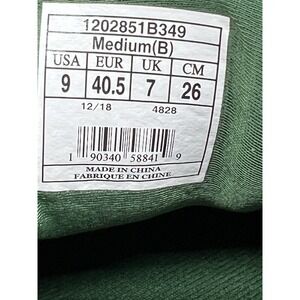 1202851B349
Medium(B)
USA EUR UK CM
9 40.5 7 26
12/18 4828
1 90340 58841 9
MADE IN CHINA
FABRIQUE EN CHINE